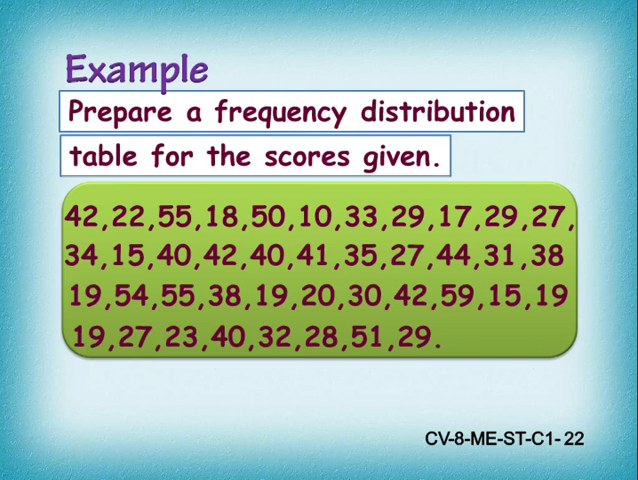 Example
Prepare a frequency distribution
table for the scores given.
42,22,55,18,50,10,33,29,17,29,27,
34,15,40,42,40,41,35,27,44,31,38
19,54,55,38,19,20,30,42,59,15,19
19,27,23,40,32,28,51,29.
CV-8-ME-ST-C1- 22